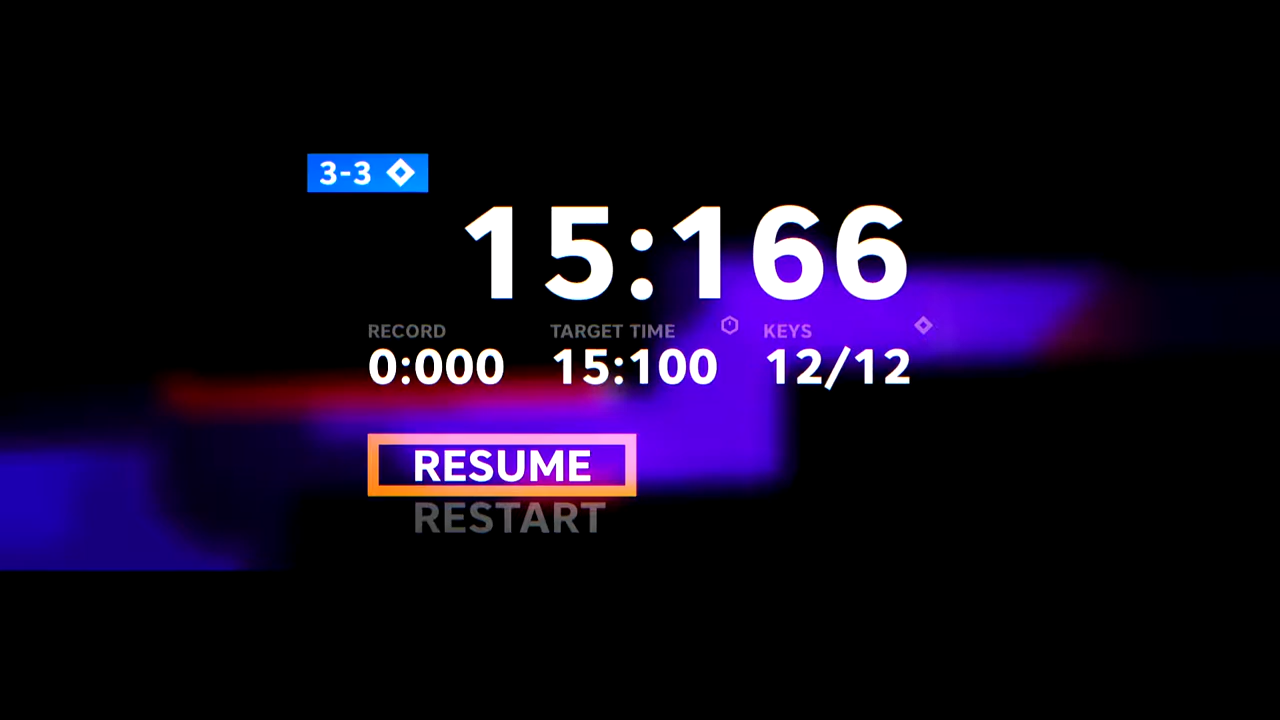 3-3
15:166
RECORD TARGET TIME KEYS
0:000 15:100 12/12
RESUME
RESTART